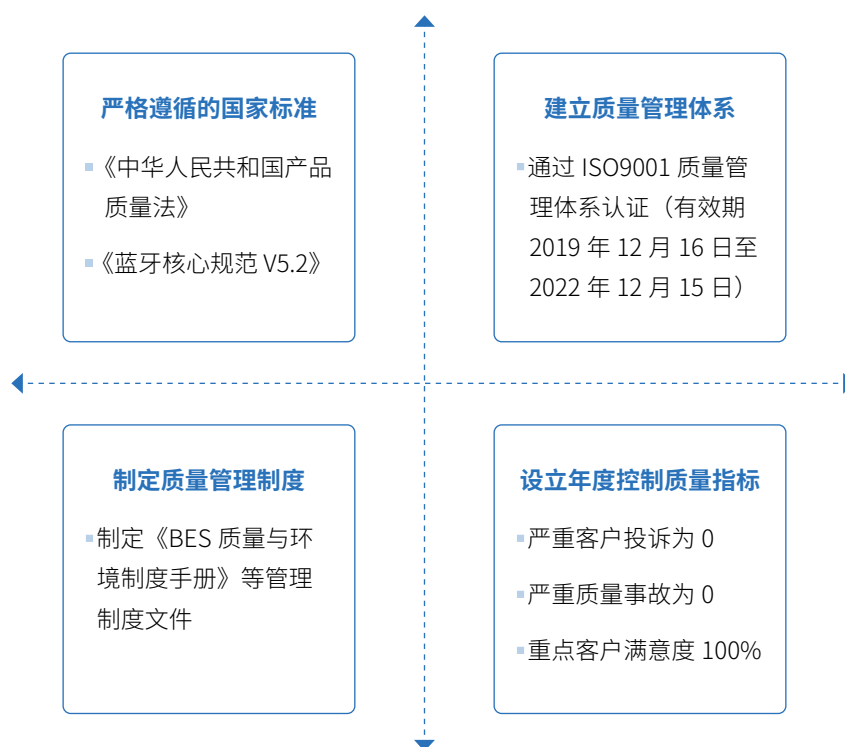 严格遵循的国家标准
《中华人民共和国产品
质量法》
《蓝牙核心规范 V5.2》
建立质量管理体系
通过 ISO9001 质量管
理体系认证（有效期
2019 年 12 月 16 日至
2022 年 12 月 15 日）
制定质量管理制度
制定《BES 质量与环
境制度手册》等管理
制度文件
设立年度控制质量指标
严重客户投诉为 0
严重质量事故为 0
重点客户满意度 100%